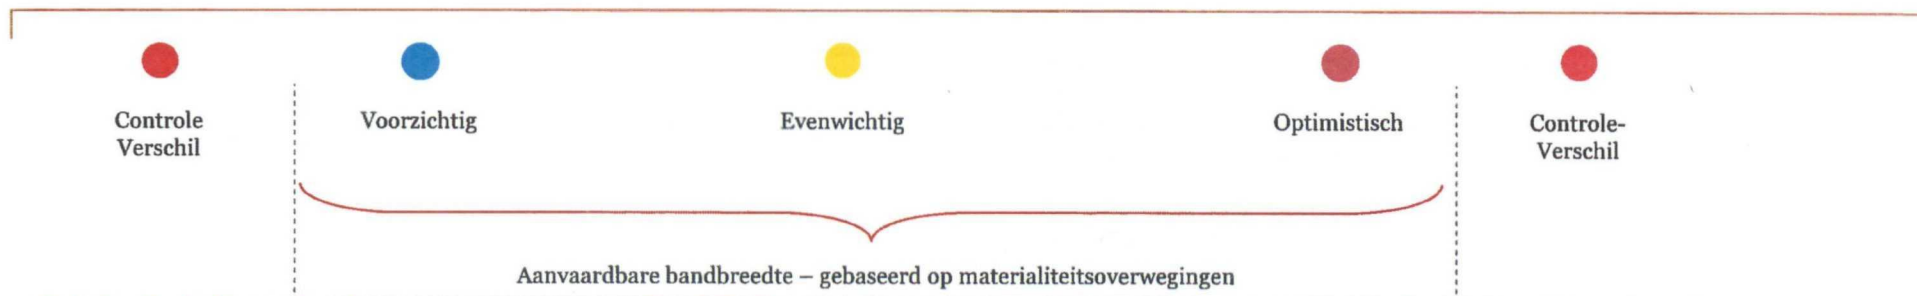 Controle
Verschil
Voorzichtig
Evenwichtig
Optimistisch
Controle-
Verschil
Aanvaardbare bandbreedte – gebaseerd op materialiteitsoverwegingen